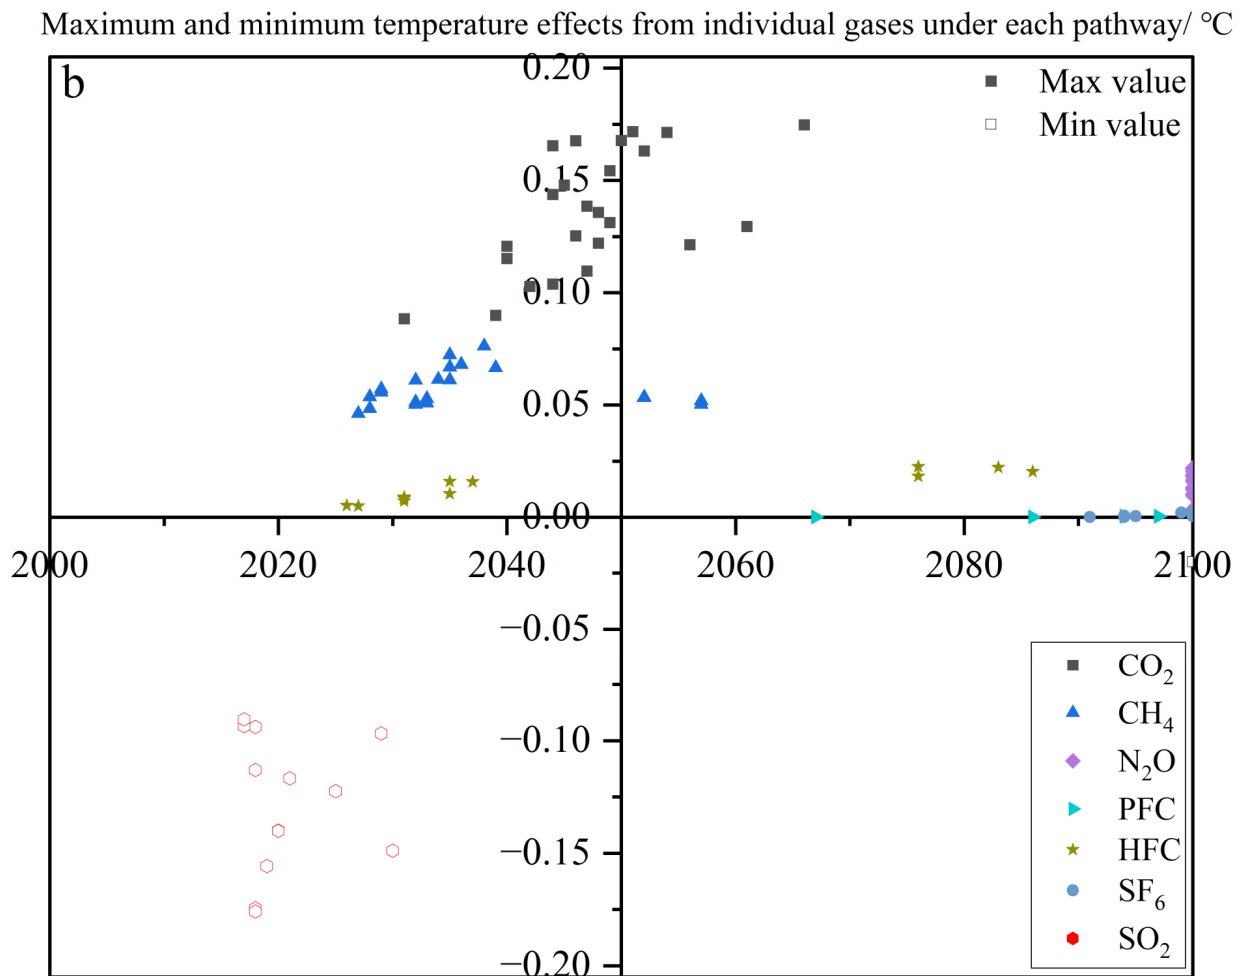 Maximum and minimum temperature effects from individual gases under each pathway/ °C
b
0.20
Max value
Min value
0.15
0.10
0.05
0.00
2000 2020 2040 2060 2080 2100
−0.05
−0.10
−0.15
−0.20
CO₂
CH₄
N₂O
PFC
HFC
SF₆
SO₂